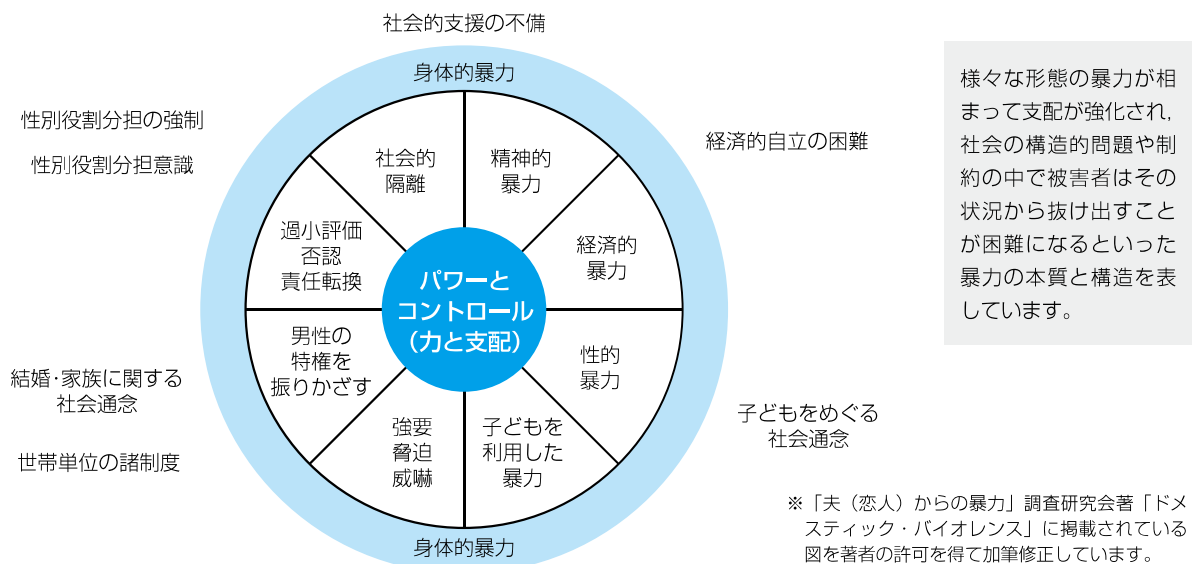 社会的支援の不備
身体的暴力
性別役割分担の強制
性別役割分担意識
経済的自立の困難
社会的
隔離
精神的
暴力
過小評価
否認
責任転換
経済的
暴力
パワーと
コントロール
（力と支配）
男性の
特権を
振りかざす
性的
暴力
強要
脅迫
威嚇
子どもを
利用した
暴力
結婚・家族に関する
社会通念
世帯単位の諸制度
子どもをめぐる
社会通念
身体的暴力
様々な形態の暴力が相
まって支配が強化され，
社会の構造的問題や制
約の中で被害者はその
状況から抜け出すこと
が困難になるといった
暴力の本質と構造を表
しています。
※「夫（恋人）からの暴力」調査研究会著「ドメ
スティック・バイオレンス」に掲載されている
図を著者の許可を得て加筆修正しています。